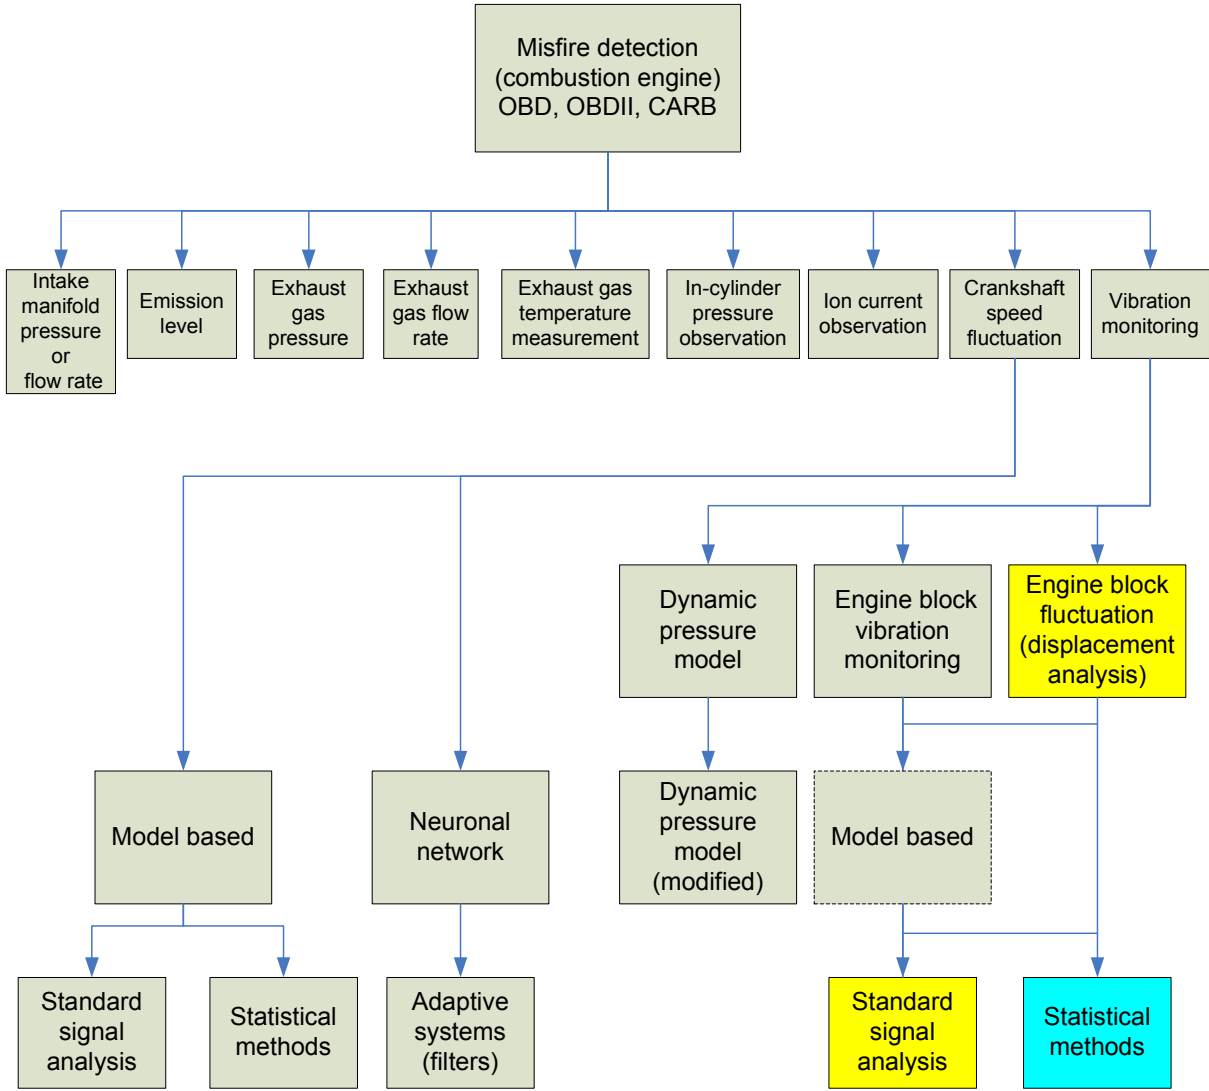 Misfire detection
(combustion engine)
OBD, OBDII, CARB
Intake
manifold
pressure
or
flow rate
Emission
level
Exhaust
gas
pressure
Exhaust
gas flow
rate
Exhaust gas
temperature
measurement
In-cylinder
pressure
observation
Ion current
observation
Crankshaft
speed
fluctuation
Vibration
monitoring
Dynamic
pressure
model
Engine block
vibration
monitoring
Engine block
fluctuation
(displacement
analysis)
Model based
Neuronal
network
Dynamic
pressure
model
(modified)
Model based
Standard
signal
analysis
Statistical
methods
Adaptive
systems
(filters)
Standard
signal
analysis
Statistical
methods